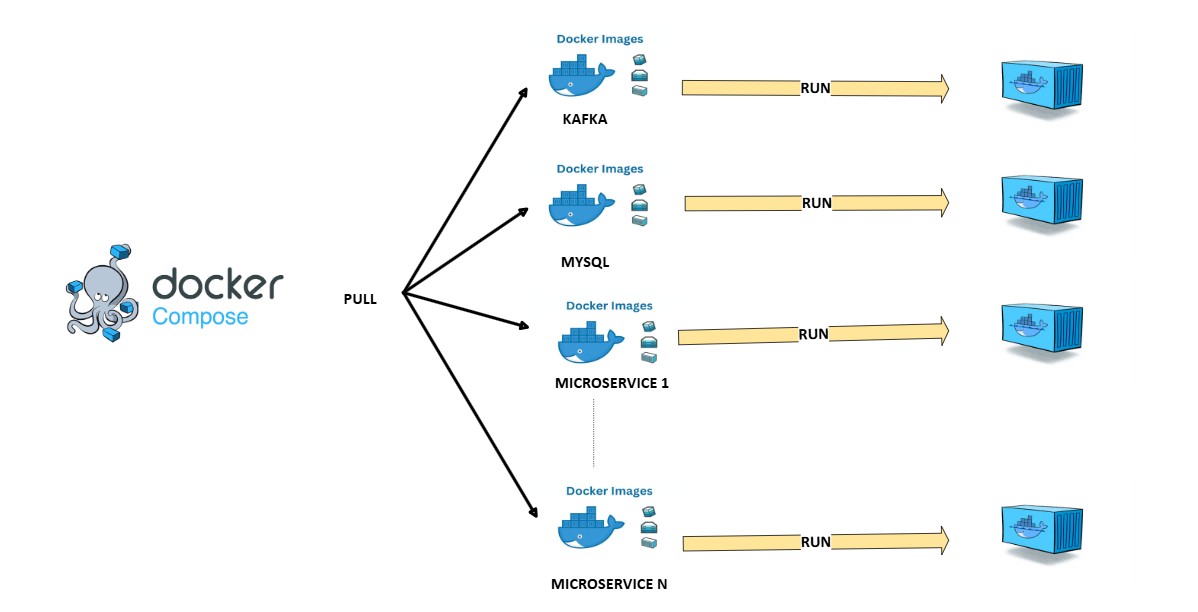 Docker Images
KAFKA
RUN
Docker Images
MYSQL
RUN
docker
Compose
PULL
Docker Images
MICROSERVICE 1
RUN
Docker Images
MICROSERVICE N
RUN